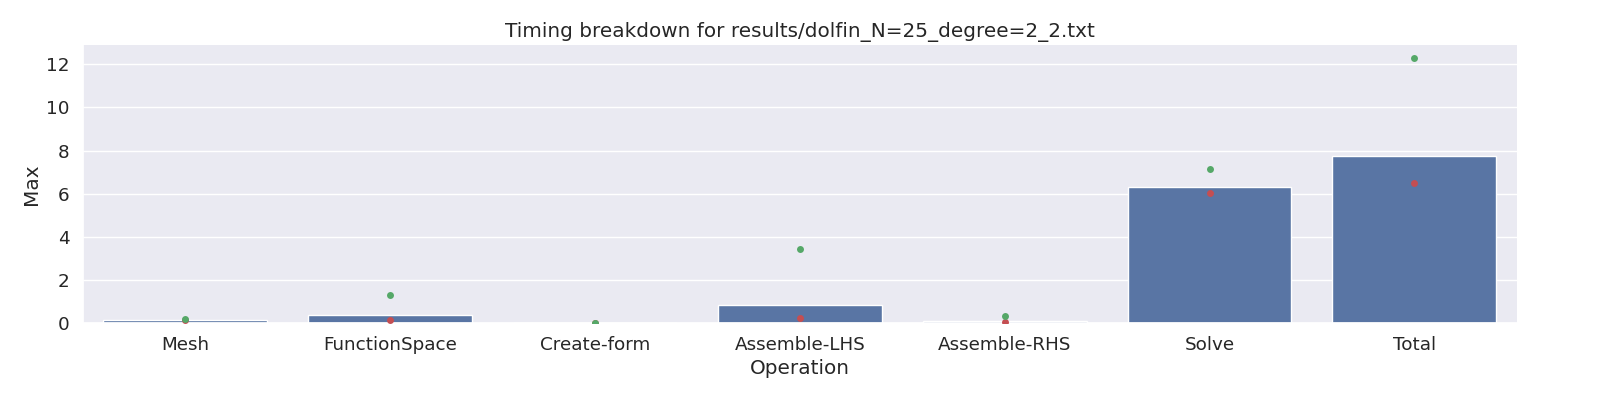 Timing breakdown for results/dolfin_N=25_degree=2_2.txt
12
10
8
6
4
2
0
Max
Mesh FunctionSpace Create-form Assemble-LHS Assemble-RHS Solve Total
Operation